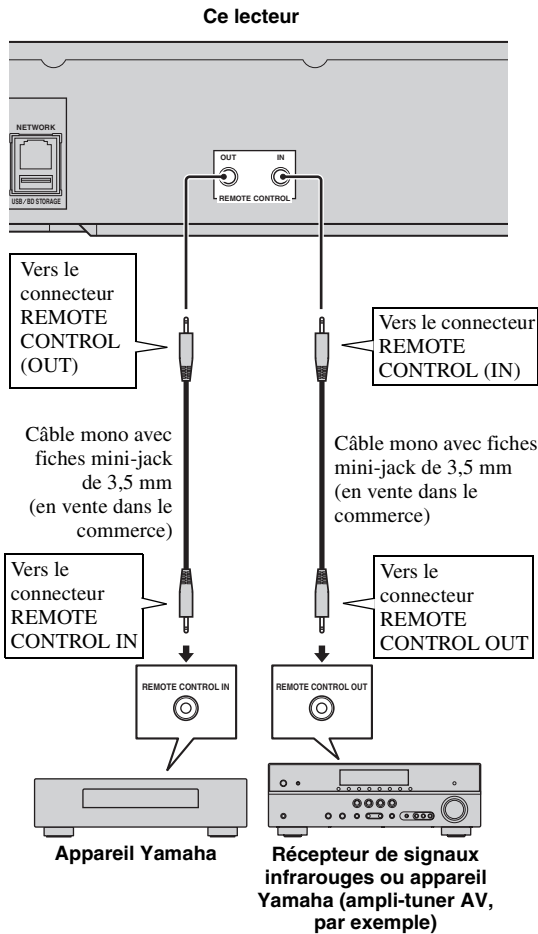 Ce lecteur
NETWORK
USB/BD STORAGE
OUT
IN
REMOTE CONTROL
Vers le
connecteur
REMOTE
CONTROL
(OUT)
Vers le connecteur
REMOTE
CONTROL (IN)
Câble mono avec
fiches mini-jack
de 3,5 mm
(en vente dans le
commerce)
Câble mono avec fiches
mini-jack de 3,5 mm
(en vente dans le
commerce)
Vers le
connecteur
REMOTE
CONTROL IN
Vers le
connecteur
REMOTE
CONTROL OUT
REMOTE CONTROL IN
REMOTE CONTROL OUT
Appareil Yamaha
Récepteur de signaux
infrarouges ou appareil
Yamaha (ampli-tuner AV,
par exemple)